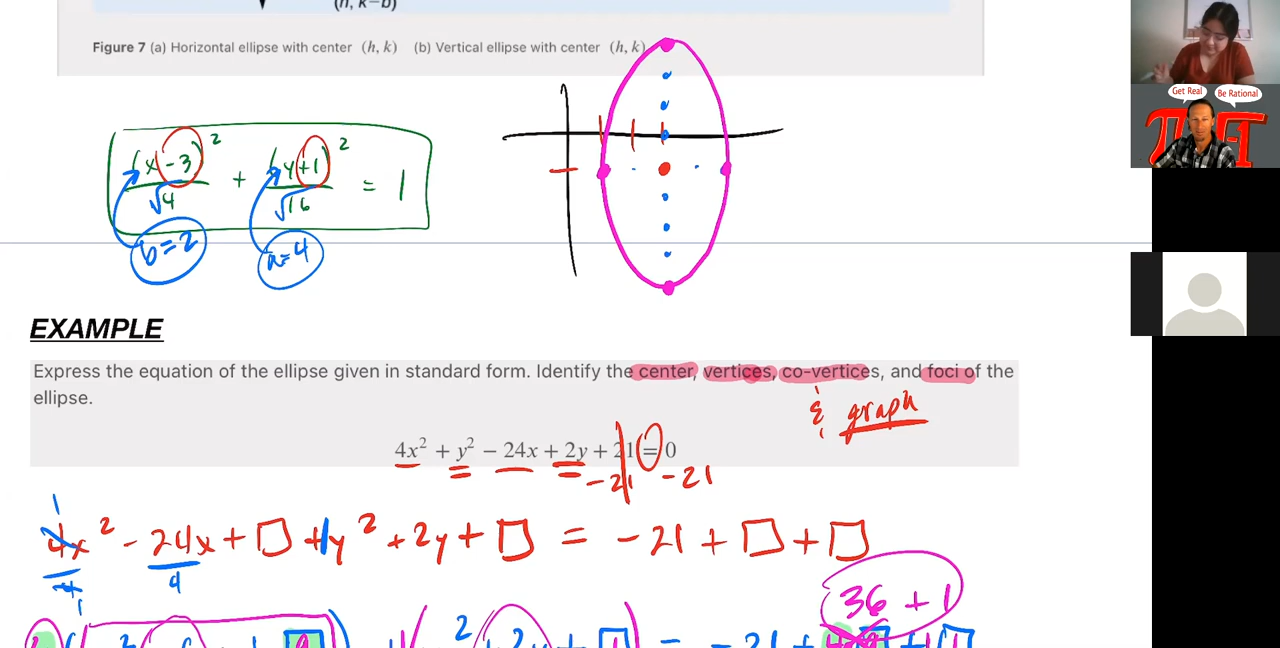 (h, k−b)
Figure 7 (a) Horizontal ellipse with center (h, k) (b) Vertical ellipse with center (h, k)
Get Real
Be Rational
(x-3)² / √4 + (y+1)² / √16 = 1
b=2
a=4
EXAMPLE
Express the equation of the ellipse given in standard form. Identify the center, vertices, co-vertices, and foci of the
ellipse.
& graph
4x² + y² − 24x + 2y + 21 = 0
-21 -21
1
4x² - 24x + □ + 1y² + 2y + □ = -21 + □ + □
4 4
1
36 + 1